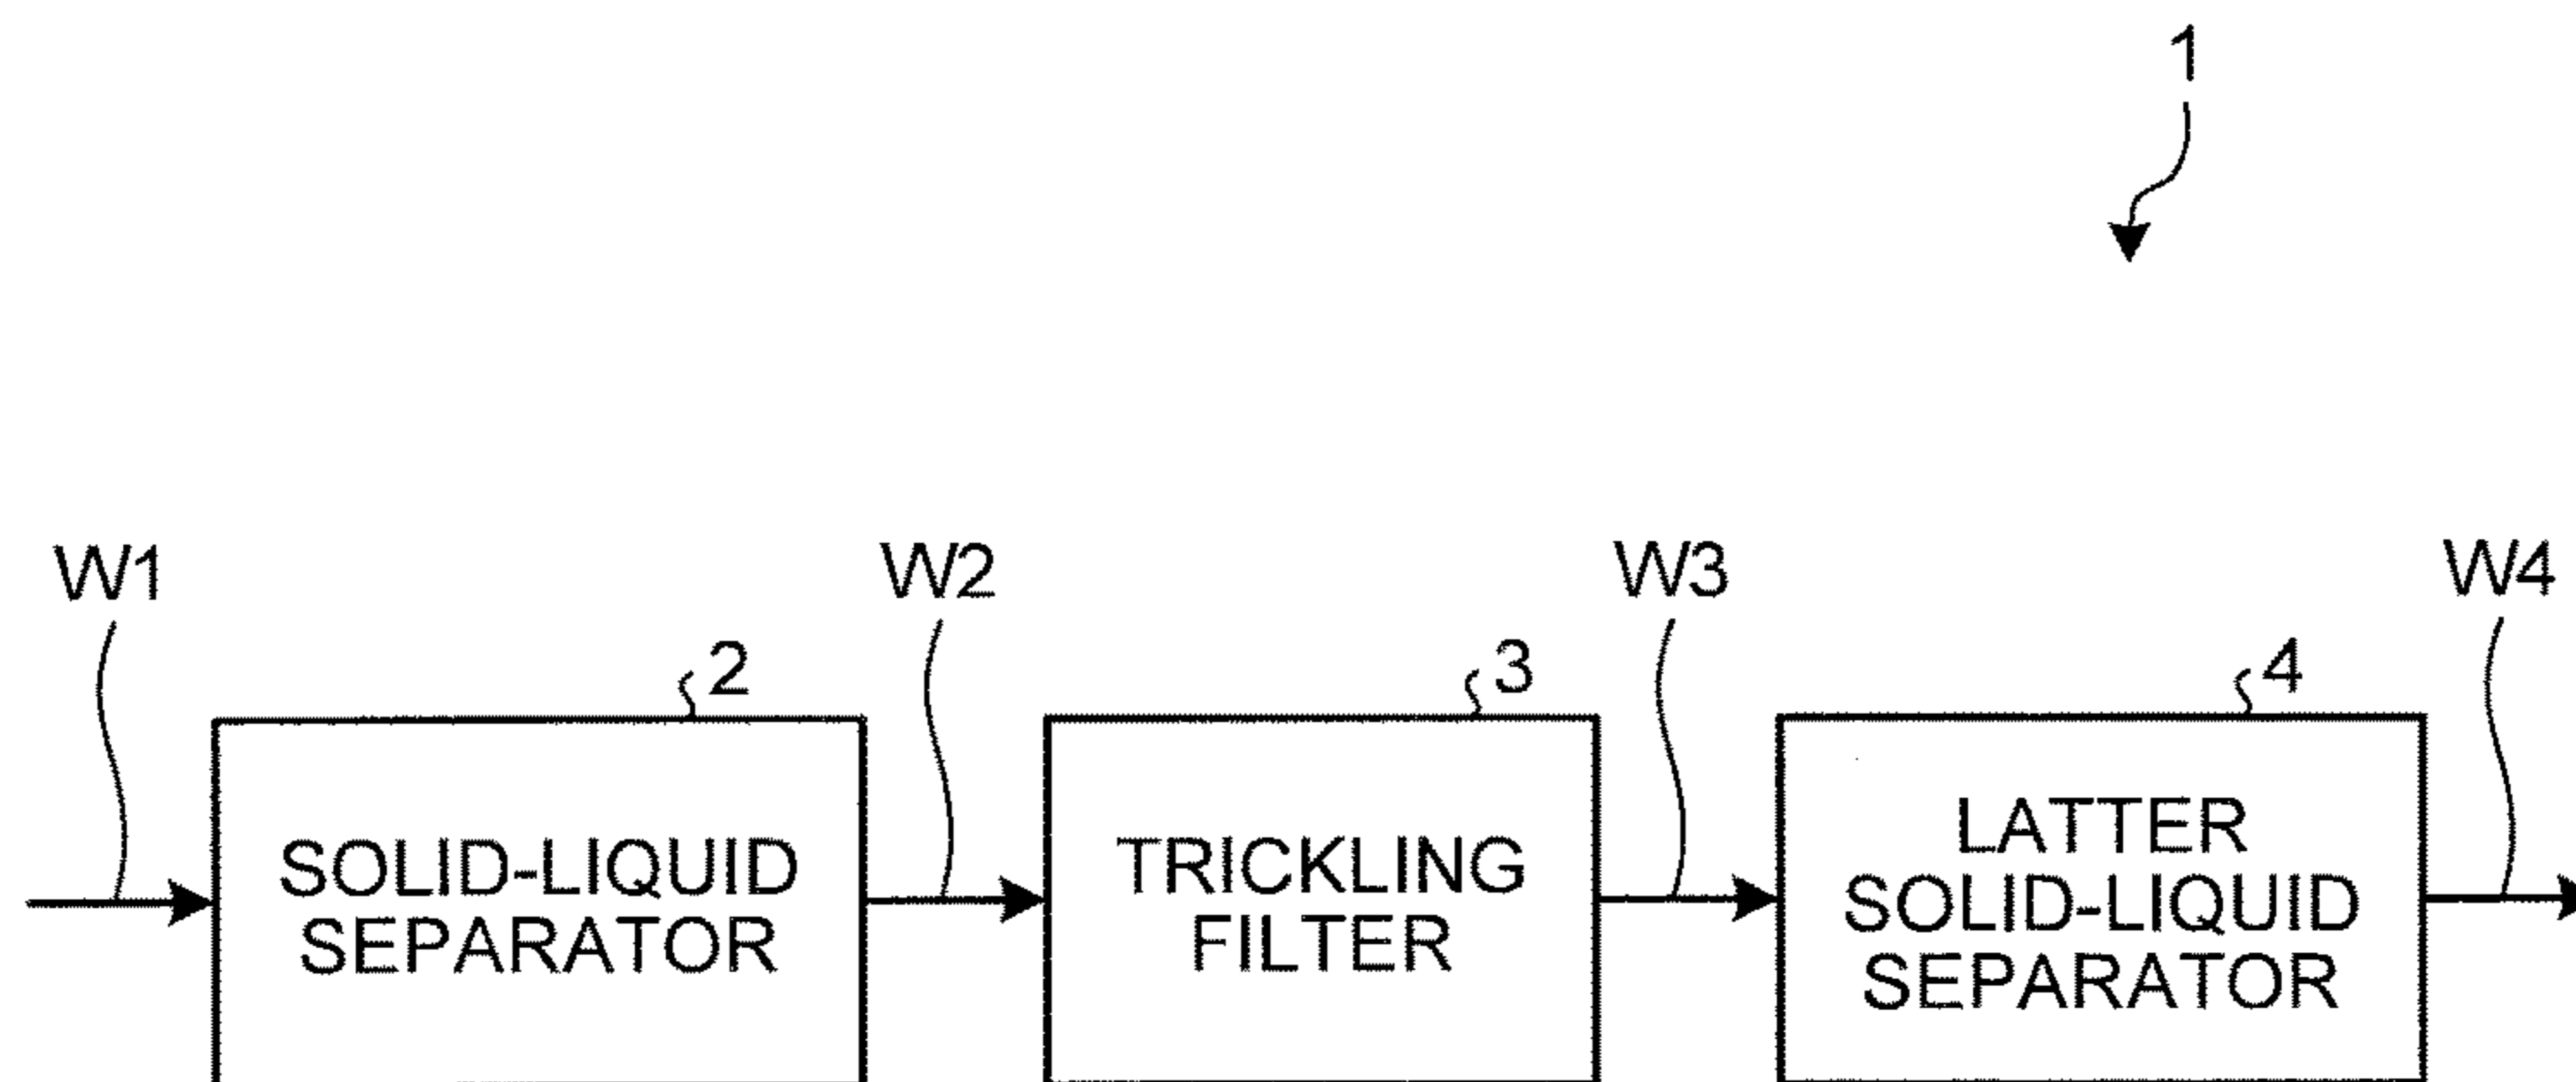 1
W1
W2
W3
W4
2
3
4
SOLID-LIQUID
SEPARATOR
TRICKLING
FILTER
LATTER
SOLID-LIQUID
SEPARATOR